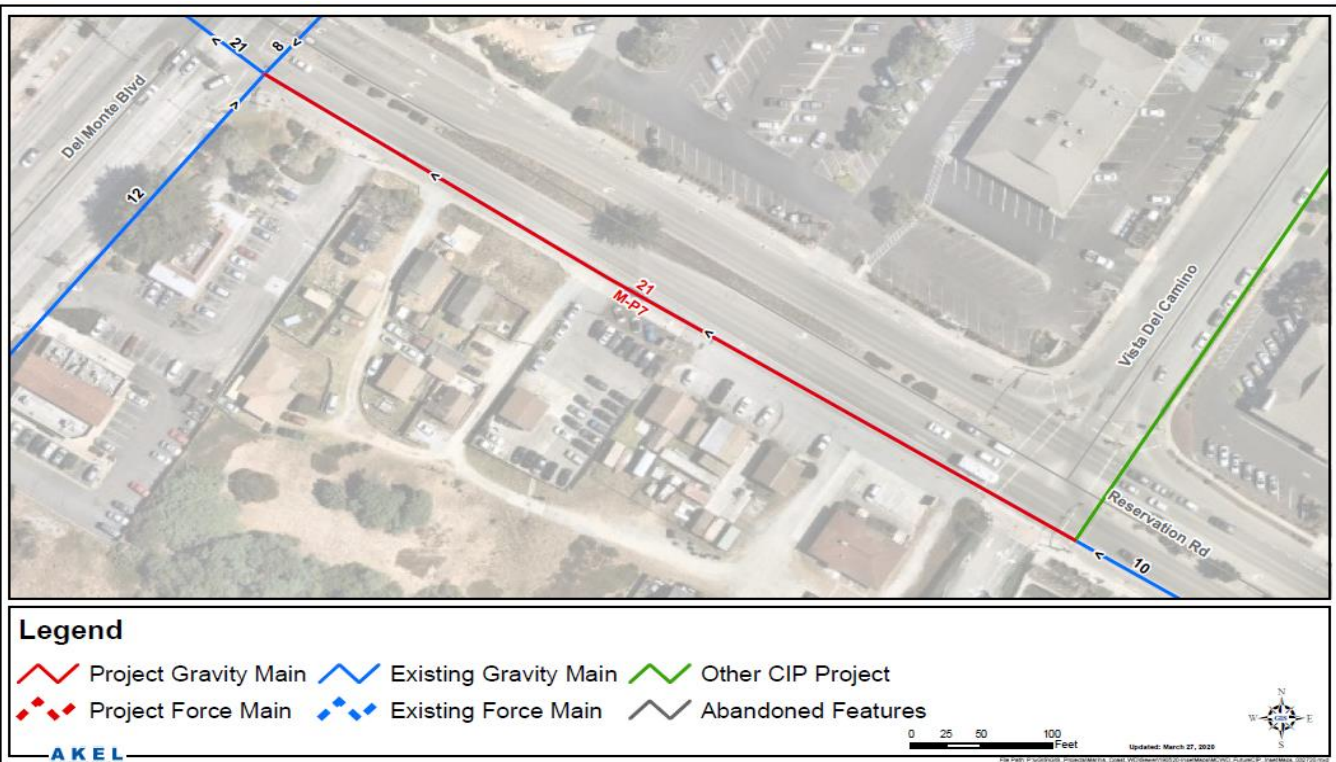 21
8
Del Monte Blvd
12
21
M-P7
Vista Del Camino
Reservation Rd
10
Legend
Project Gravity Main
Existing Gravity Main
Other CIP Project
Project Force Main
Existing Force Main
Abandoned Features
N
W GIS E
S
0 25 50 100
Feet
Updated: March 27, 2020
AKEL